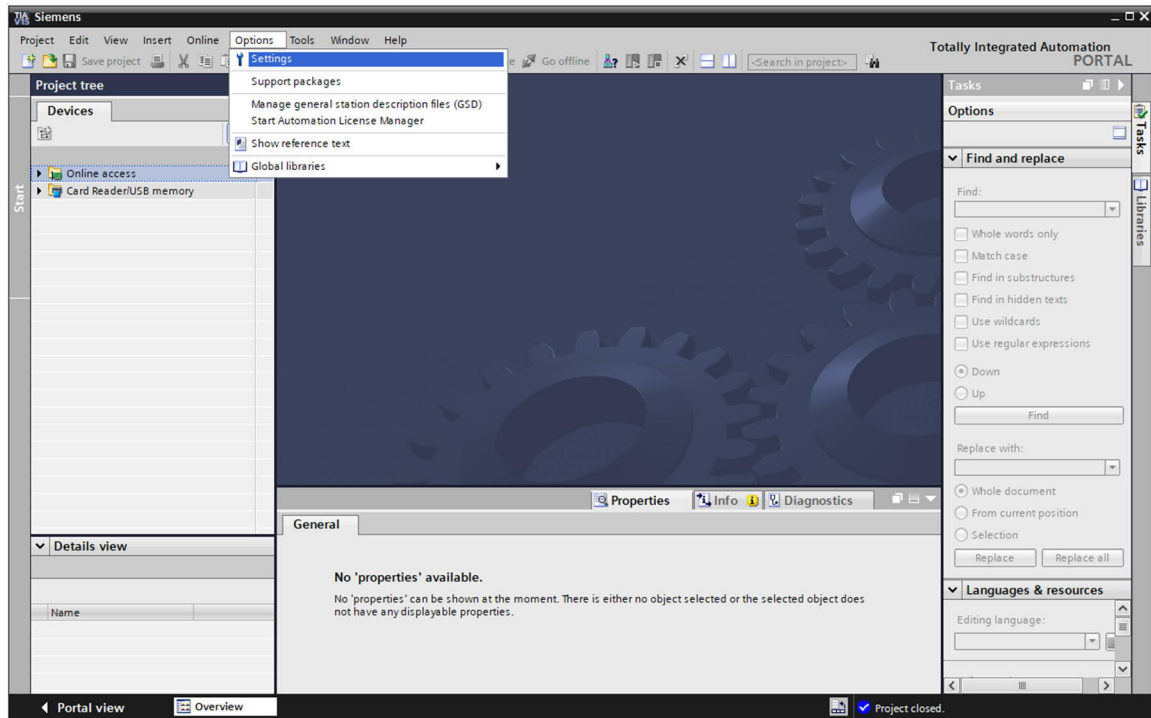 Siemens
Project Edit View Insert Online Options Tools Window Help
Totally Integrated Automation
PORTAL
Save project
Go offline
<Search in project>
Settings
Support packages
Manage general station description files (GSD)
Start Automation License Manager
Show reference text
Global libraries
Start
Project tree
Devices
Online access
Card Reader/USB memory
Details view
Name
Properties
Info
Diagnostics
General
No 'properties' available.
No 'properties' can be shown at the moment. There is either no object selected or the selected object does
not have any displayable properties.
Tasks
Options
Find and replace
Find:
Whole words only
Match case
Find in substructures
Find in hidden texts
Use wildcards
Use regular expressions
Down
Up
Find
Replace with:
Whole document
From current position
Selection
Replace Replace all
Languages & resources
Editing language:
Tasks
Libraries
Portal view
Overview
Project closed.